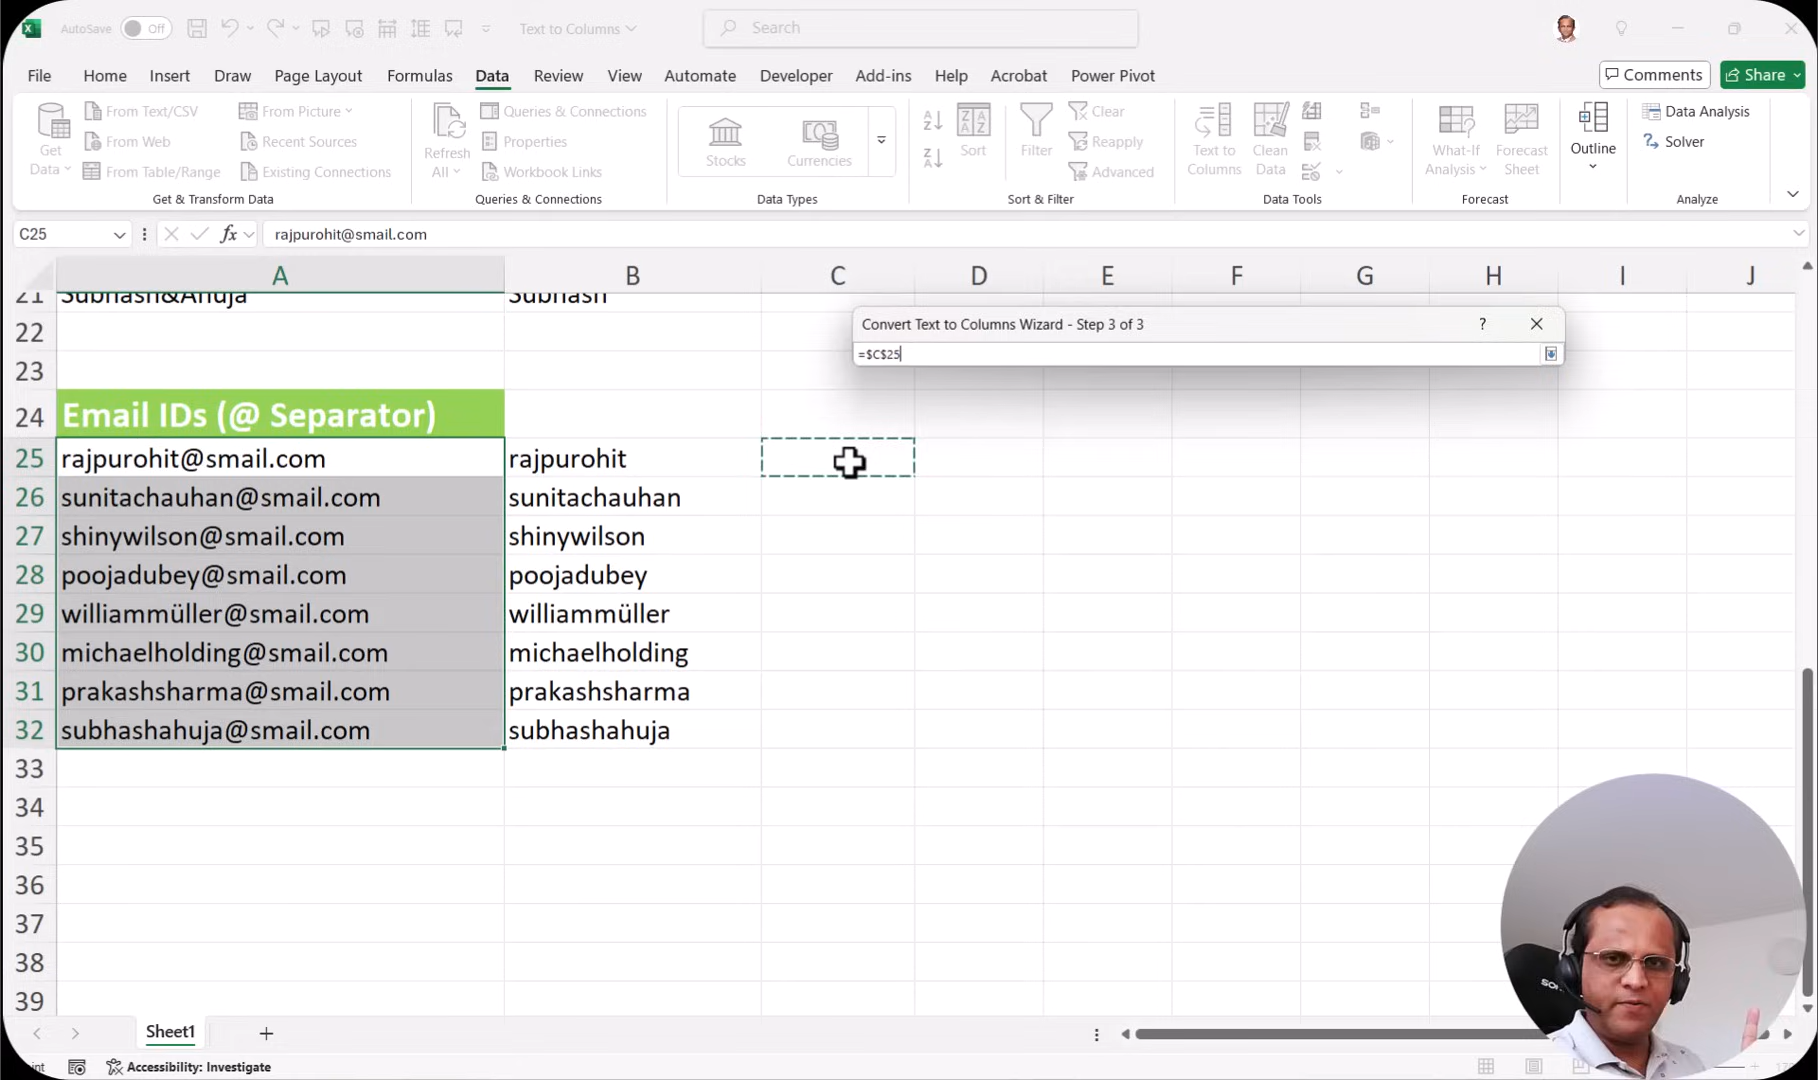 AutoSave Off Text to Columns Search
File Home Insert Draw Page Layout Formulas Data Review View Automate Developer Add-ins Help Acrobat Power Pivot Comments Share
Get Data
From Text/CSV
From Web
From Table/Range
From Picture
Recent Sources
Existing Connections
Get & Transform Data
Refresh All
Queries & Connections
Properties
Workbook Links
Queries & Connections
Stocks
Currencies
Data Types
Sort
Filter
Clear
Reapply
Advanced
Sort & Filter
Text to Columns
Clean Data
Data Tools
What-If Analysis
Forecast Sheet
Forecast
Outline
Data Analysis
Solver
Analyze
C25 fx rajpurohit@smail.com
A B C D E F G H I J
21 Subhash&Ahuja Subhash
Convert Text to Columns Wizard - Step 3 of 3 ?
=$C$25
22
23
24 Email IDs (@ Separator)
25 rajpurohit@smail.com rajpurohit
26 sunitachauhan@smail.com sunitachauhan
27 shinywilson@smail.com shinywilson
28 poojadubey@smail.com poojadubey
29 williammüller@smail.com williammüller
30 michaelholding@smail.com michaelholding
31 prakashsharma@smail.com prakashsharma
32 subhashahuja@smail.com subhashahuja
33
34
35
36
37
38
39
Sheet1
Accessibility: Investigate